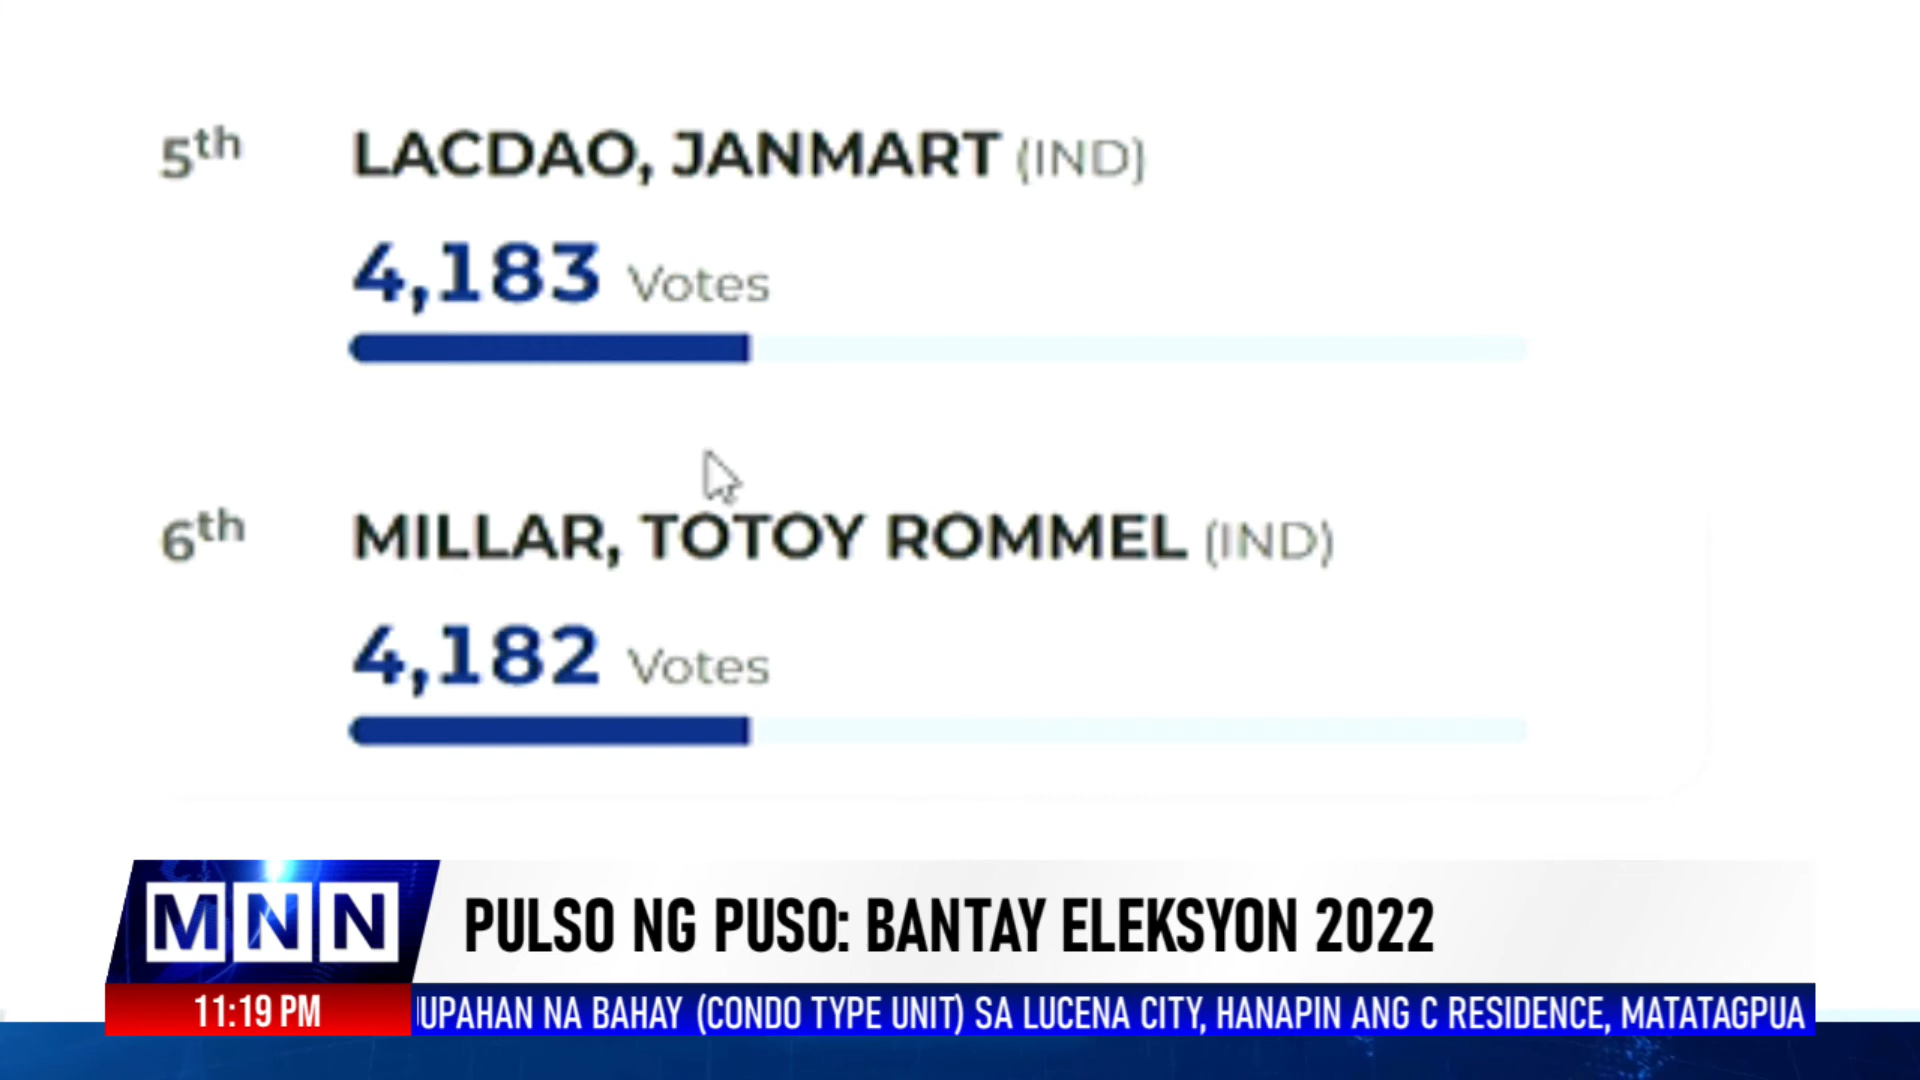 5th LACDAO, JANMART (IND)
4,183 Votes
6th MILLAR, TOTOY ROMMEL (IND)
4,182 Votes
MNN PULSO NG PUSO: BANTAY ELEKSYON 2022
11:19 PM UPAHAN NA BAHAY (CONDO TYPE UNIT) SA LUCENA CITY, HANAPIN ANG C RESIDENCE, MATATAGPUA